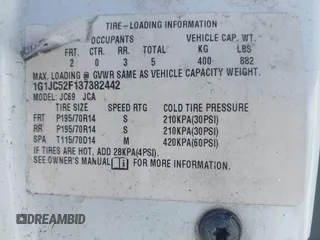 TIRE-LOADING INFORMATION
OCCUPANTS VEHICLE CAP. WT.
FRT. CTR. RR. TOTAL KG LBS
2 0 3 5 400 882
MAX. LOADING @ GVWR SAME AS VEHICLE CAPACITY WEIGHT.
1G1JC52F137382442
MODEL: JC69 JCA
TIRE SIZE SPEED RTG COLD TIRE PRESSURE
FRT P195/70R14 S 210KPA(30PSI)
RR P195/70R14 S 210KPA(30PSI)
SPA T115/70D14 M 420KPA(60PSI)
IF TIRES ARE HOT, ADD 28KPA(4PSI).
SEE OWNER'S MANUAL FOR MORE INFORMATION.